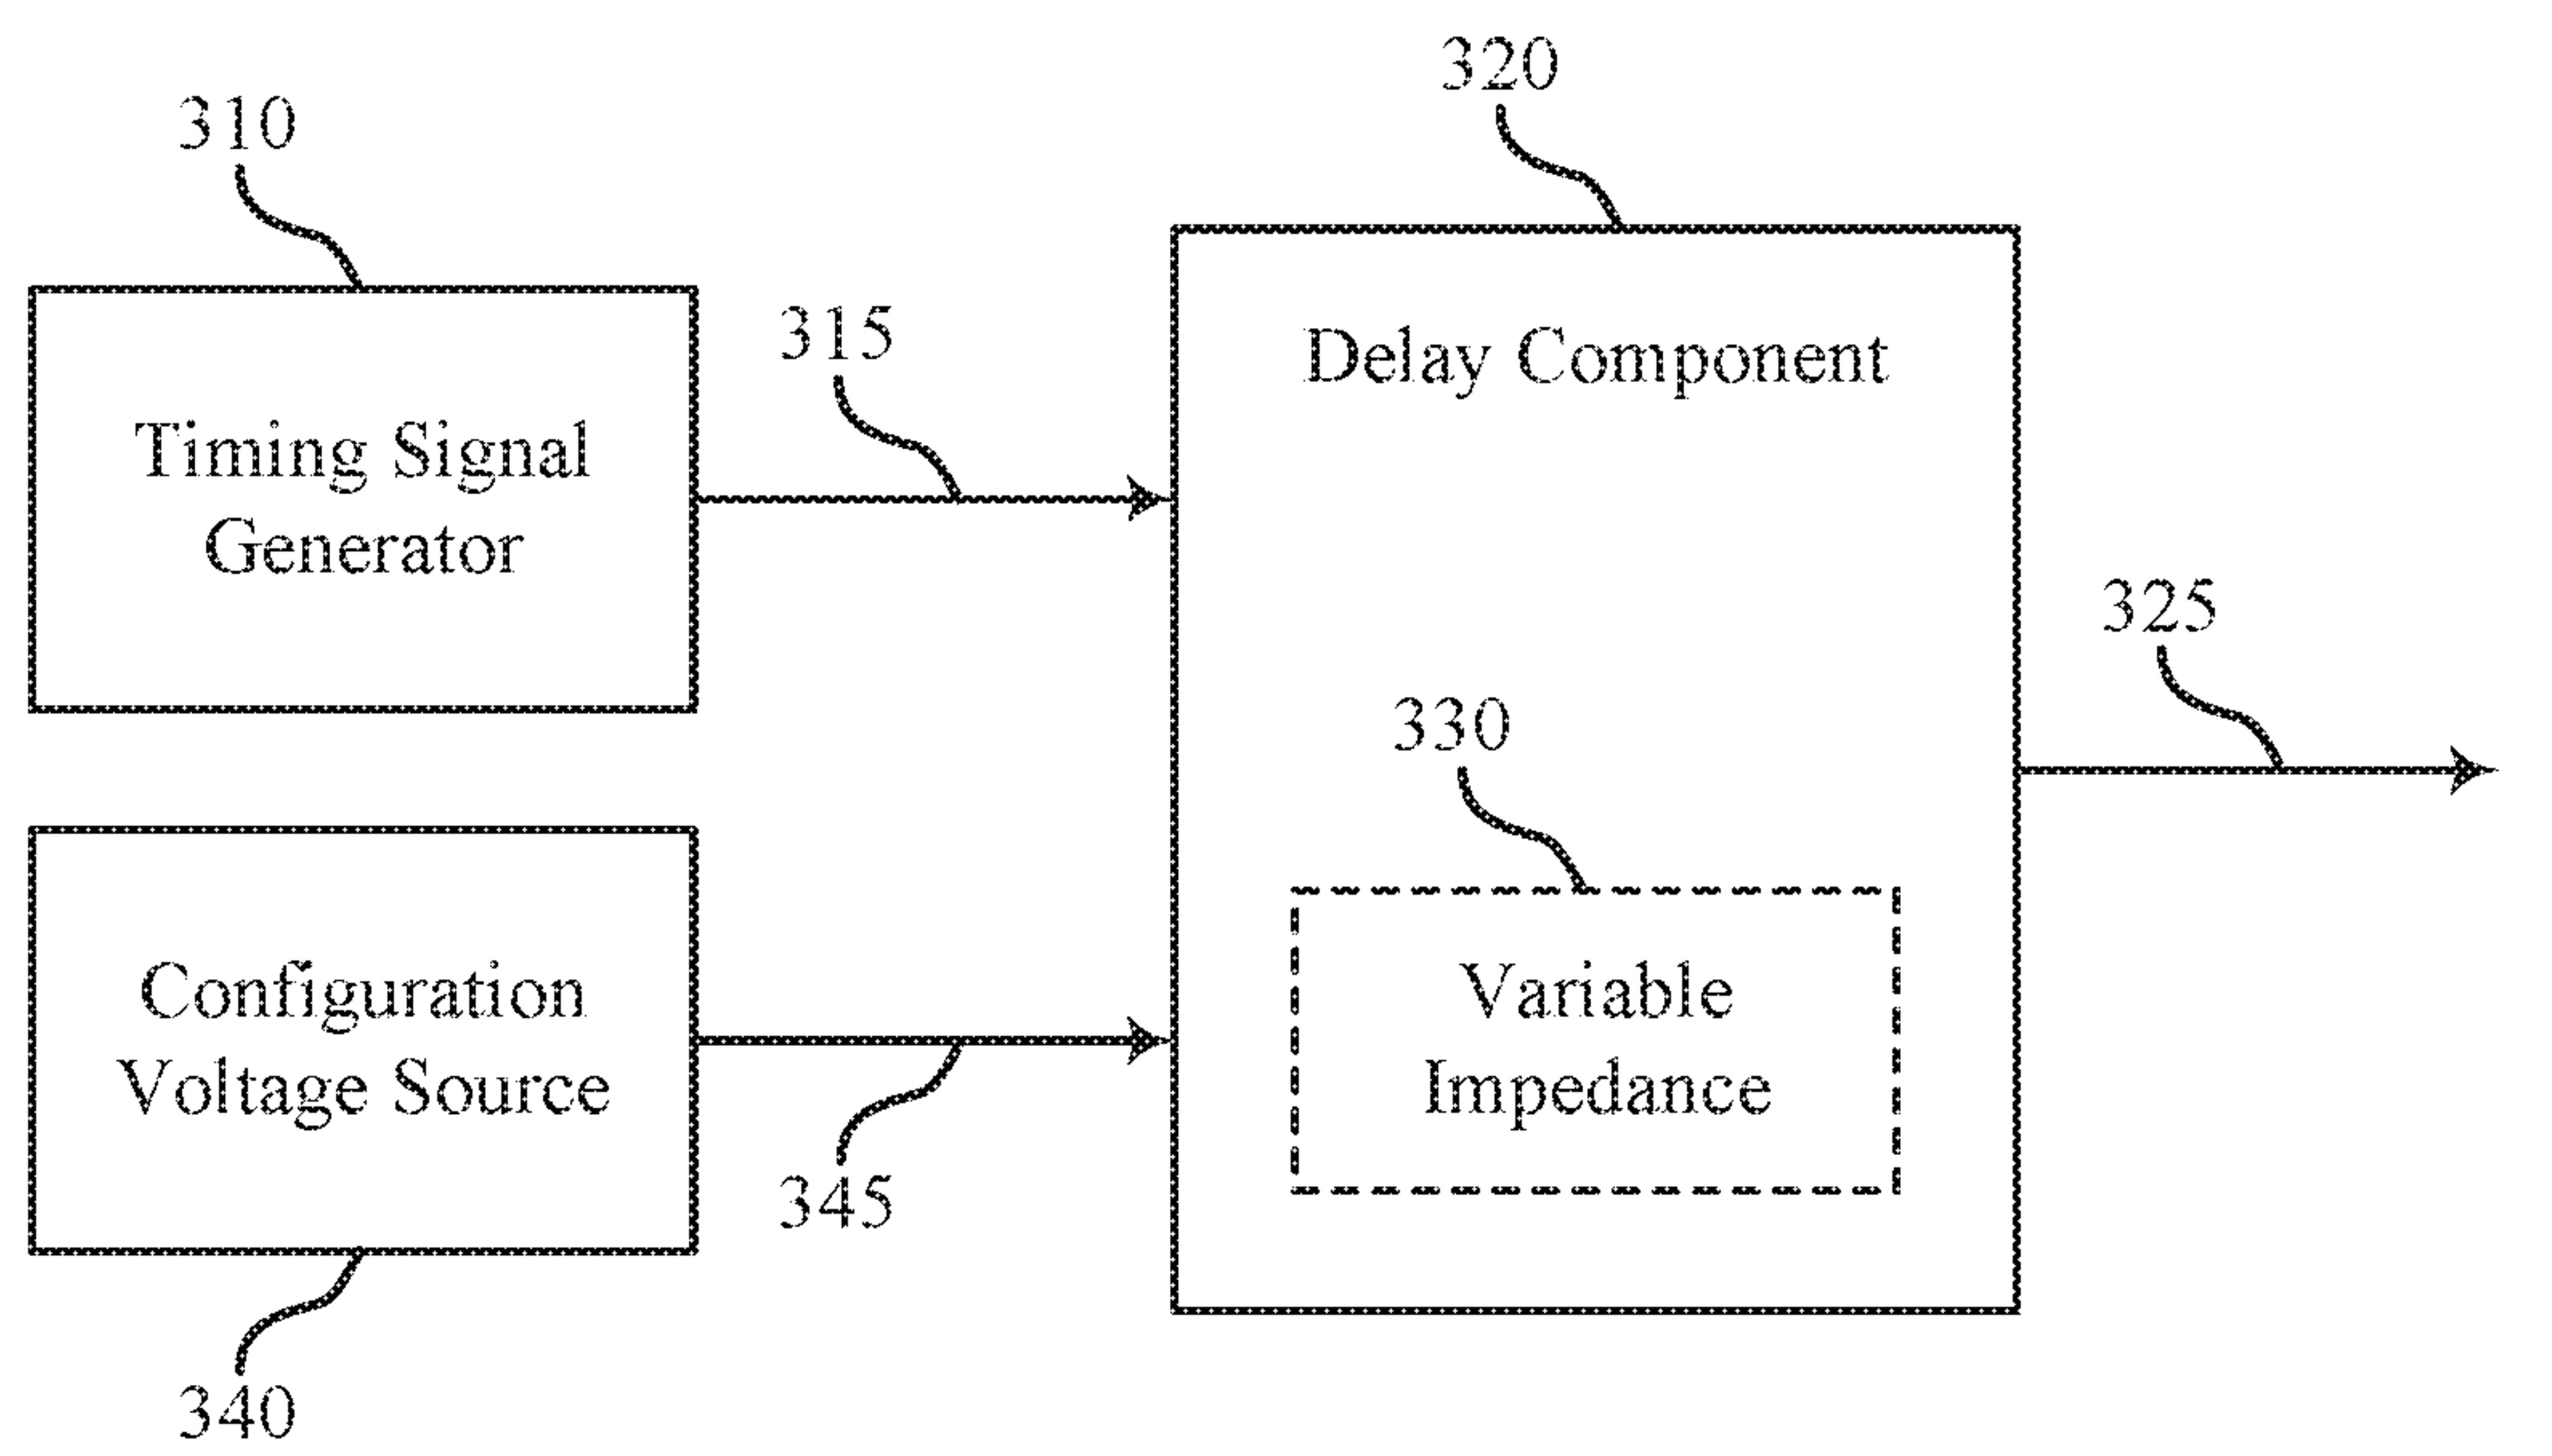 320
310
315
Delay Component
Timing Signal
Generator
325
330
Configuration
Voltage Source
Variable
Impedance
345
340